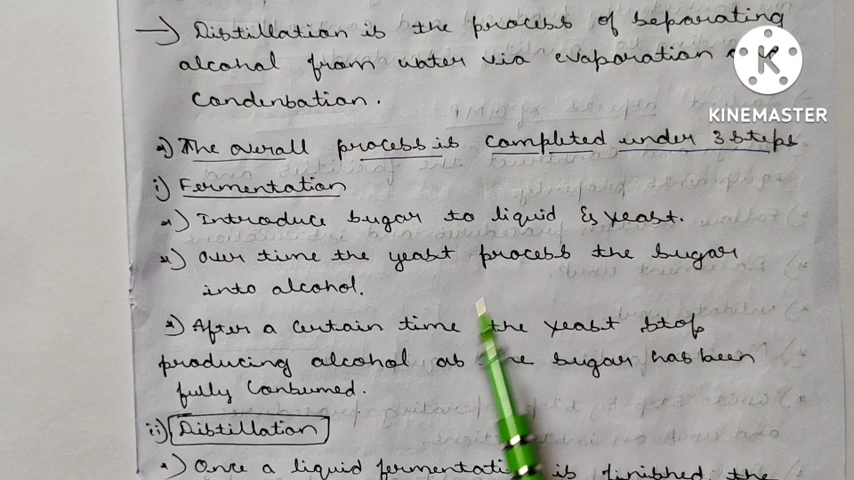 → Distillation is the process of separating
alcohol from water via evaporation
Condensation.
*) The overall process is completed under 3 steps
i) Fermentation
*) Introduce sugar to liquid & yeast.
*) Over time the yeast process the sugar
into alcohol.
*) After a certain time the yeast stop
producing alcohol as the sugar has been
fully Consumed.
ii) Distillation
*) Once a liquid fermentation is finished the
K
KINEMASTER